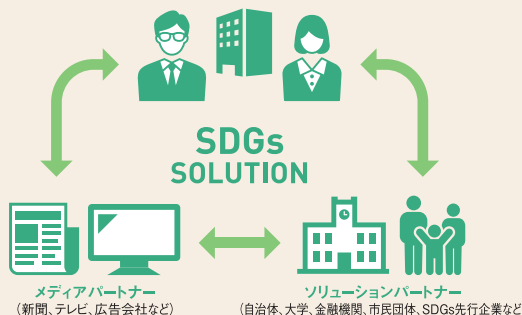 SDGs
SOLUTION
メディアパートナー
（新聞、テレビ、広告会社など）
ソリューションパートナー
（自治体、大学、金融機関、市民団体、SDGs先行企業など